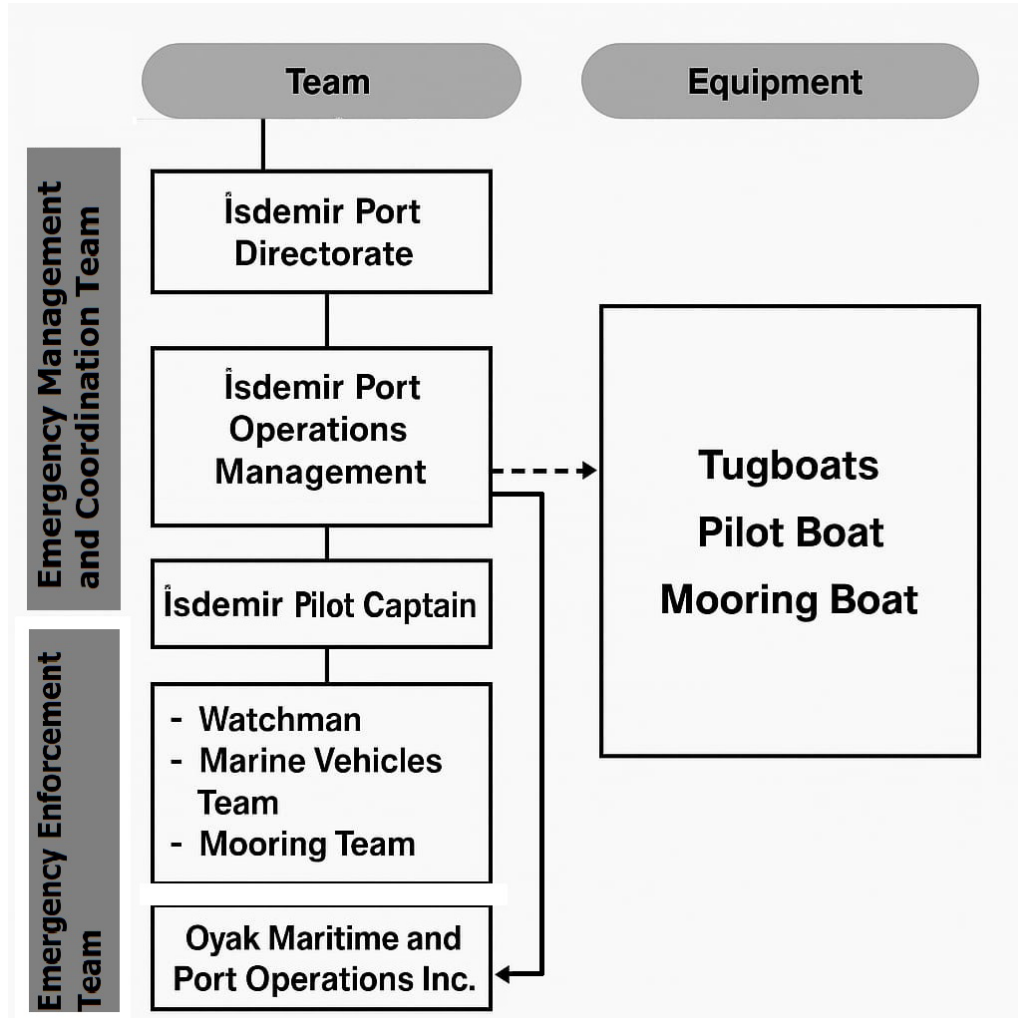 Team
Equipment
Emergency Management
and Coordination Team
İsdemir Port
Directorate
İsdemir Port
Operations
Management
İsdemir Pilot Captain
Tugboats
Pilot Boat
Mooring Boat
Emergency Enforcement
Team
- Watchman
- Marine Vehicles
Team
- Mooring Team
Oyak Maritime and
Port Operations Inc.